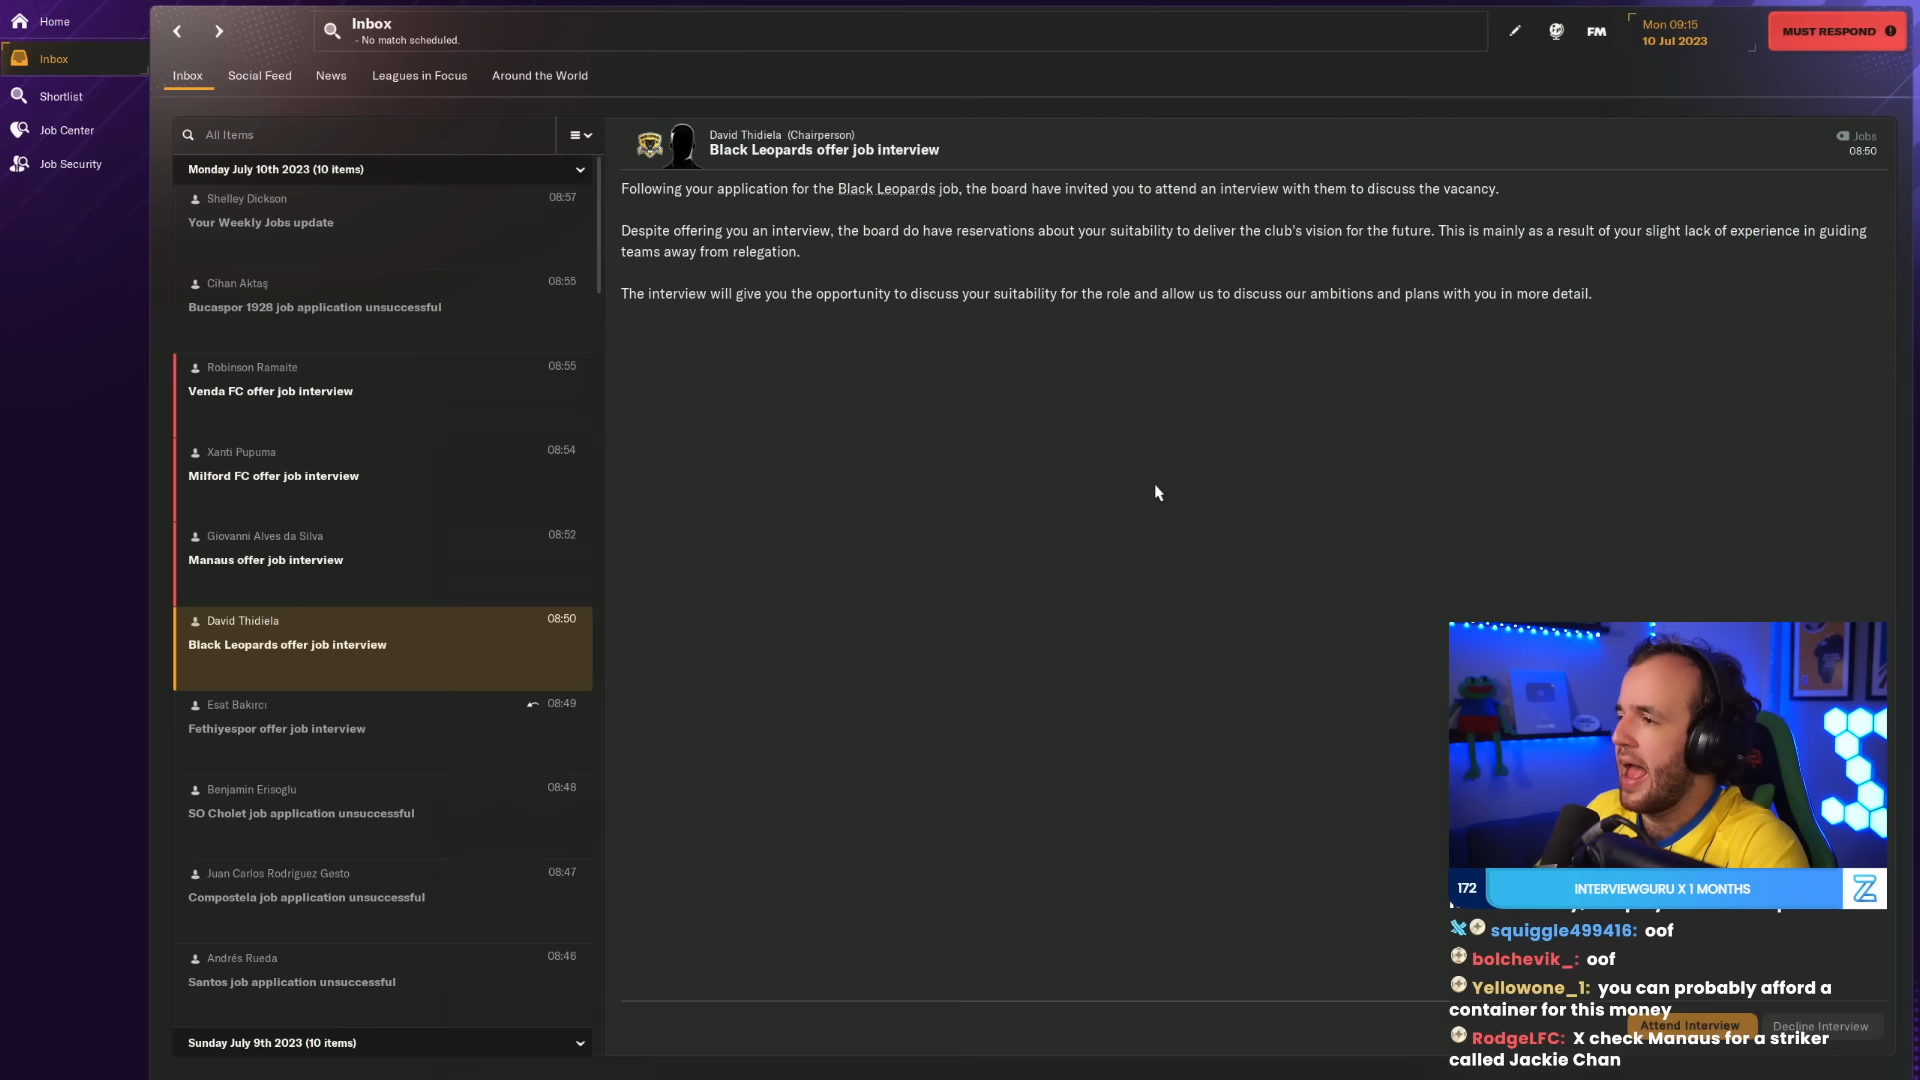 Home
Inbox
Shortlist
Job Center
Job Security
Inbox
- No match scheduled.
FM
Mon 09:15
10 Jul 2023
MUST RESPOND
Inbox
Social Feed
News
Leagues in Focus
Around the World
All Items
Monday July 10th 2023 (10 items)
Shelley Dickson
08:57
Your Weekly Jobs update
Cihan Aktaş
08:55
Bucaspor 1928 job application unsuccessful
Robinson Ramaite
08:55
Venda FC offer job interview
Xanti Pupuma
08:54
Milford FC offer job interview
Giovanni Alves da Silva
08:52
Manaus offer job interview
David Thidiela
08:50
Black Leopards offer job interview
Esat Bakırcı
08:49
Fethiyespor offer job interview
Benjamin Erisoglu
08:48
SO Cholet job application unsuccessful
Juan Carlos Rodríguez Gesto
08:47
Compostela job application unsuccessful
Andrés Rueda
08:46
Santos job application unsuccessful
Sunday July 9th 2023 (10 items)
David Thidiela (Chairperson)
Black Leopards offer job interview
Jobs
08:50
Following your application for the Black Leopards job, the board have invited you to attend an interview with them to discuss the vacancy.
Despite offering you an interview, the board do have reservations about your suitability to deliver the club's vision for the future. This is mainly as a result of your slight lack of experience in guiding
teams away from relegation.
The interview will give you the opportunity to discuss your suitability for the role and allow us to discuss our ambitions and plans with you in more detail.
172
INTERVIEWGURU X 1 MONTHS
squiggle499416: oof
bolchevik_: oof
Yellowone_1: you can probably afford a
container for this money
Attend Interview
Decline Interview
RodgeLFC: X check Manaus for a striker
called Jackie Chan